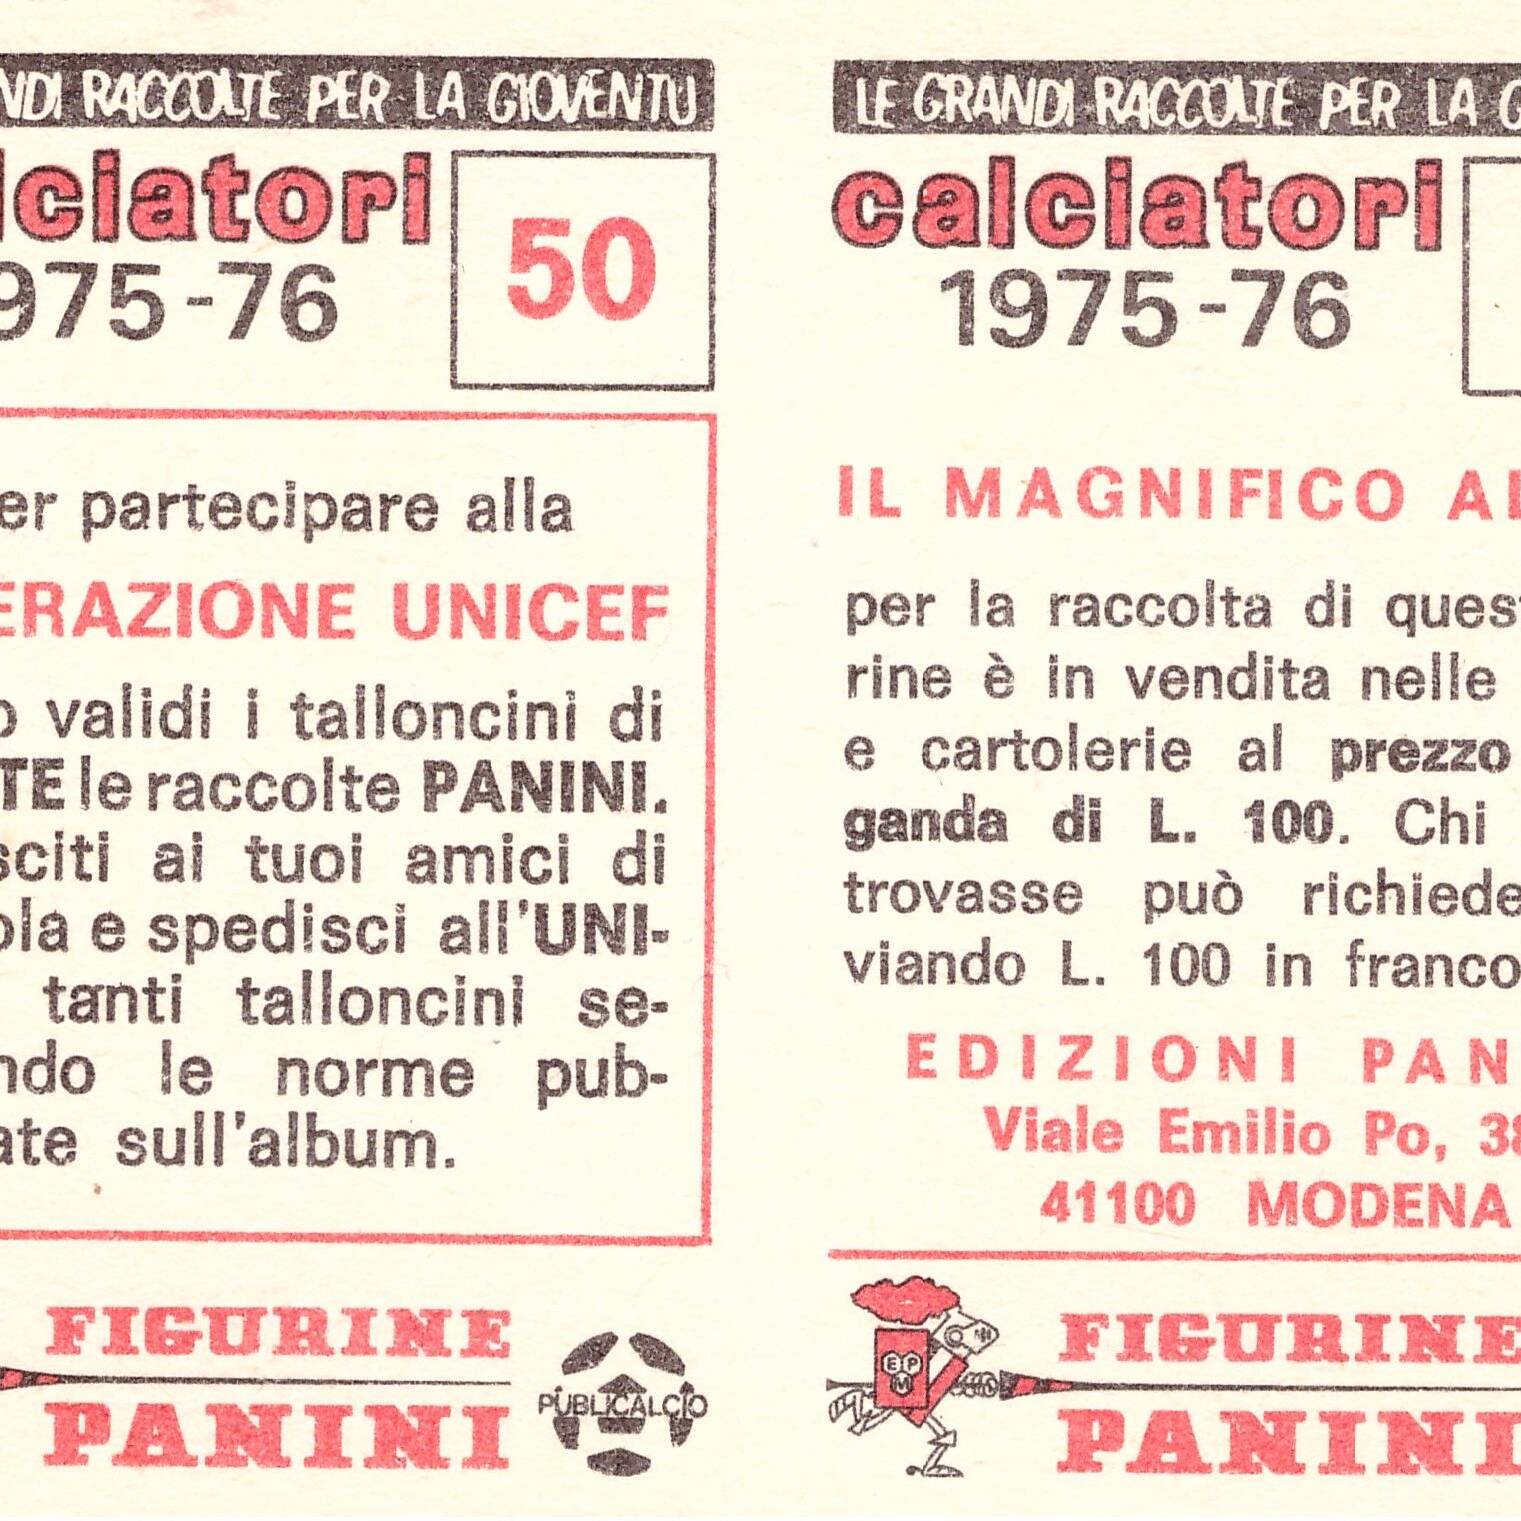 NDI RACCOLTE PER LA GIOVENTÙ
lciatori
50
975-76
er partecipare alla
ERAZIONE UNICEF
o validi i talloncini di
TE le raccolte PANINI.
sciti ai tuoi amici di
ola e spedisci all'UNI-
tanti talloncini se-
ndo le norme pub-
ate sull'album.
FIGURINE
PANINI
PUBLICALCIO
LE GRANDI RACCOLTE PER LA G
calciatori
1975-76
IL MAGNIFICO AL
per la raccolta di ques
rine è in vendita nelle
e cartolerie al prezzo
ganda di L. 100. Chi
trovasse può richiede
viando L. 100 in franco
EDIZIONI PAN
Viale Emilio Po, 38
41100 MODENA
EPM
FIGURINE
PANINI